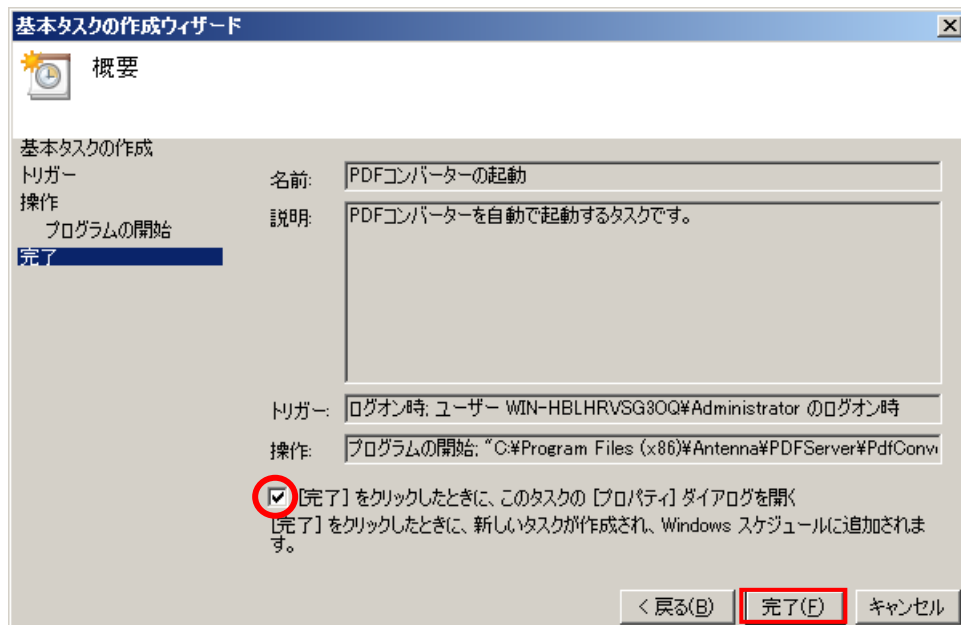 基本タスクの作成ウィザード
概要
基本タスクの作成
トリガー
操作
プログラムの開始
完了
名前: PDFコンバーターの起動
説明: PDFコンバーターを自動で起動するタスクです。
トリガー: ログオン時; ユーザー WIN-HBLHRVSG3OQ¥Administrator のログオン時
操作: プログラムの開始; "C:¥Program Files (x86)¥Antenna¥PDFServer¥PdfConv
[完了] をクリックしたときに、このタスクの [プロパティ] ダイアログを開く
[完了] をクリックしたときに、新しいタスクが作成され、Windows スケジュールに追加されま
す。
< 戻る(B) 完了(F) キャンセル